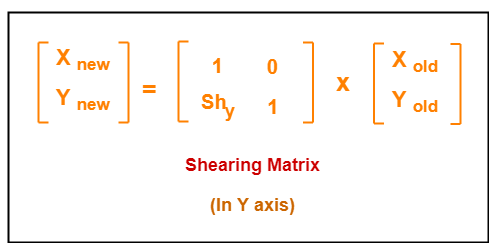 X new = 1 0 x X old
Y new Shy 1 Y old
Shearing Matrix
(In Y axis)